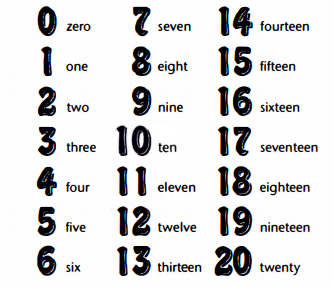 0 zero 7 seven 14 fourteen
1 one 8 eight 15 fifteen
2 two 9 nine 16 sixteen
3 three 10 ten 17 seventeen
4 four 11 eleven 18 eighteen
5 five 12 twelve 19 nineteen
6 six 13 thirteen 20 twenty